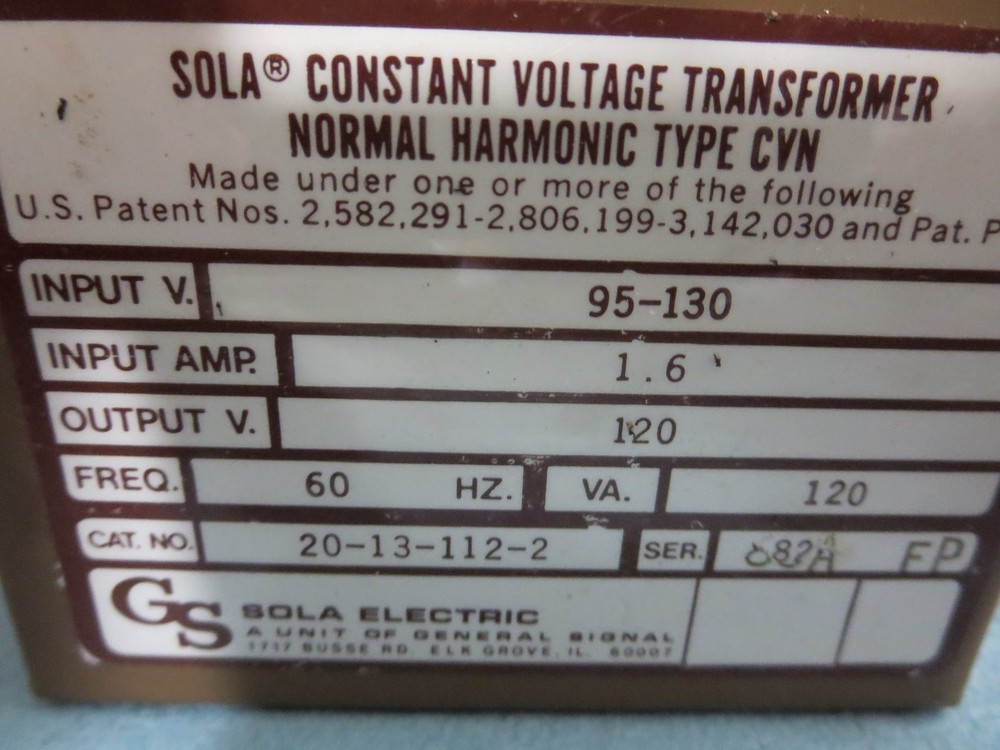 SOLA® CONSTANT VOLTAGE TRANSFORMER
NORMAL HARMONIC TYPE CVN
Made under one or more of the following
U.S. Patent Nos. 2,582,291-2,806,199-3,142,030 and Pat. P
INPUT V. 95-130
INPUT AMP. 1.6
OUTPUT V. 120
FREQ. 60 HZ. VA. 120
CAT. NO. 20-13-112-2 SER. 082A FP
GS SOLA ELECTRIC
A UNIT OF GENERAL SIGNAL
1717 BUSSE RD. ELK GROVE, IL. 60007